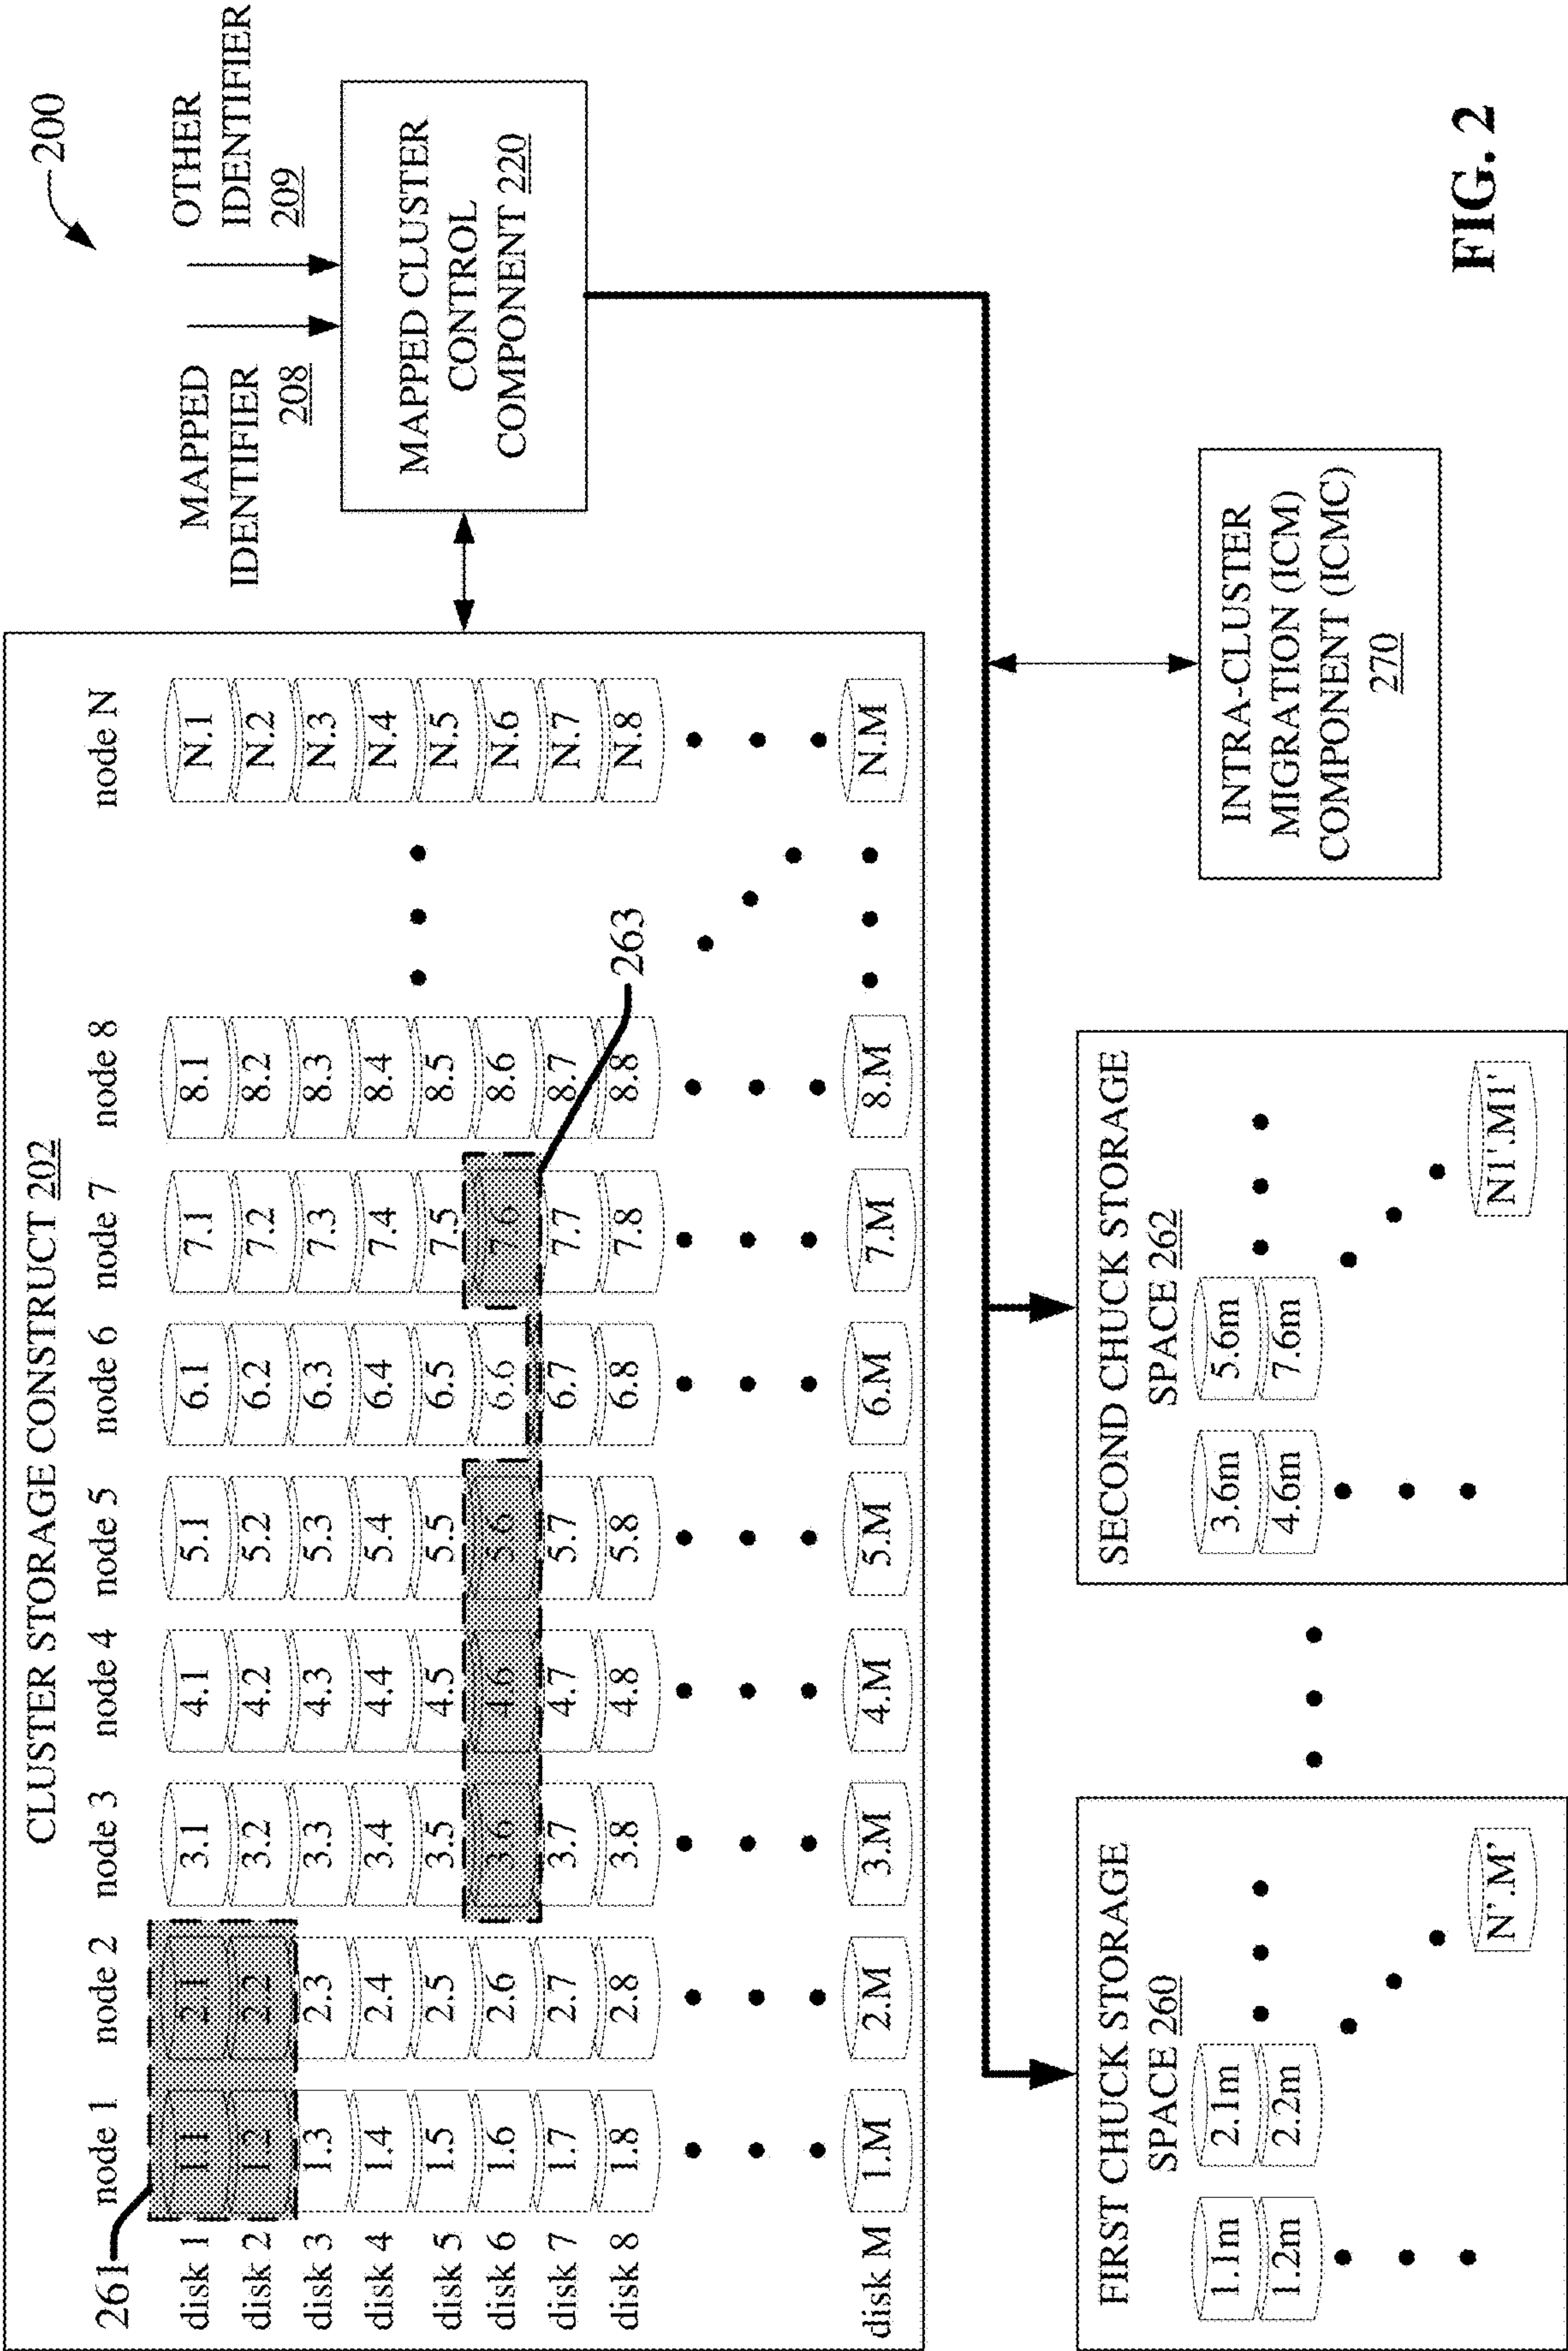 200
CLUSTER STORAGE CONSTRUCT 202
261
node 1 node 2 node 3 node 4 node 5 node 6 node 7 node 8 node N
disk 1 1.1 2.1 3.1 4.1 5.1 6.1 7.1 8.1 N.1
disk 2 1.2 2.2 3.2 4.2 5.2 6.2 7.2 8.2 N.2
disk 3 1.3 2.3 3.3 4.3 5.3 6.3 7.3 8.3 N.3
disk 4 1.4 2.4 3.4 4.4 5.4 6.4 7.4 8.4 N.4
disk 5 1.5 2.5 3.5 4.5 5.5 6.5 7.5 8.5 N.5
disk 6 1.6 2.6 3.6 4.6 5.6 6.6 7.6 8.6 N.6
disk 7 1.7 2.7 3.7 4.7 5.7 6.7 7.7 8.7 N.7
disk 8 1.8 2.8 3.8 4.8 5.8 6.8 7.8 8.8 N.8
263
disk M 1.M 2.M 3.M 4.M 5.M 6.M 7.M 8.M N.M
MAPPED
IDENTIFIER
208
OTHER
IDENTIFIER
209
MAPPED CLUSTER
CONTROL
COMPONENT 220
FIRST CHUCK STORAGE
SPACE 260
1.1m 2.1m
1.2m 2.2m
N'.M'
SECOND CHUCK STORAGE
SPACE 262
3.6m 5.6m
4.6m 7.6m
N1'.M1'
INTRA-CLUSTER
MIGRATION (ICM)
COMPONENT (ICMC)
270
FIG. 2